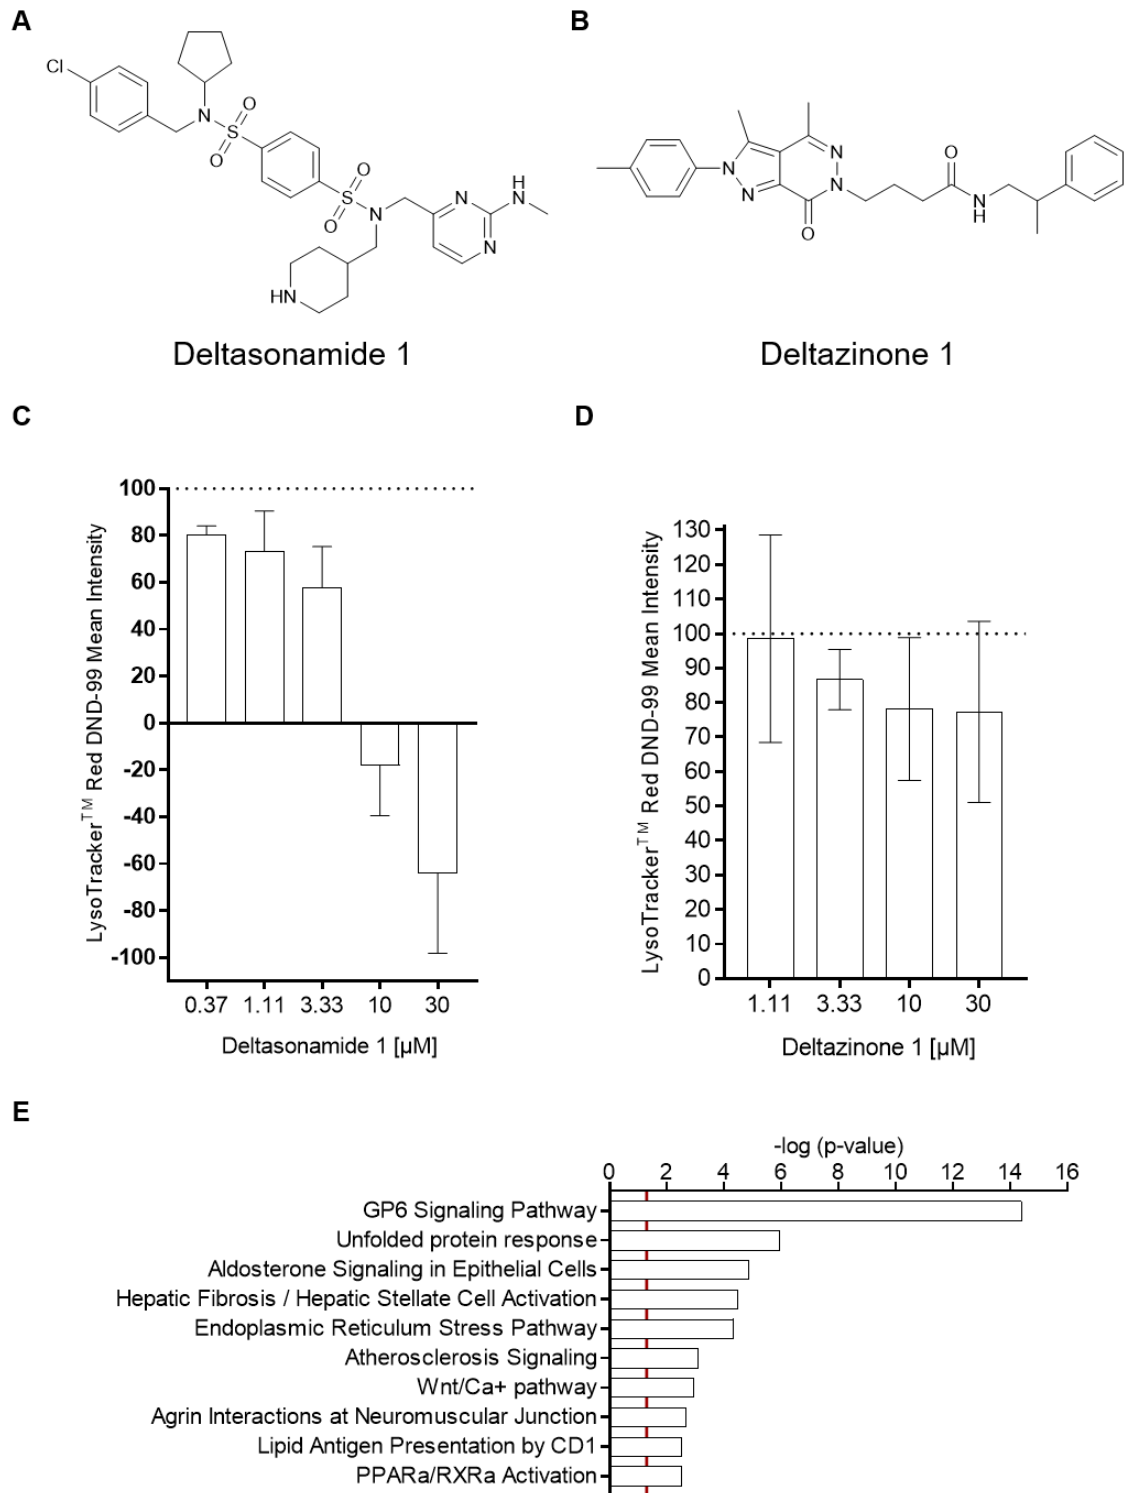 A
B
Cl
N
O
S
O
O
S
O
N
N
N
H
N
HN
N
N
N
N
O
O
N
H
Deltasonamide 1
Deltazinone 1
C
D
LysoTracker™ Red DND-99 Mean Intensity
100
80
60
40
20
0
-20
-40
-60
-80
-100
0.37 1.11 3.33 10 30
Deltasonamide 1 [µM]
LysoTracker™ Red DND-99 Mean Intensity
130
120
110
100
90
80
70
60
50
40
30
20
10
0
1.11 3.33 10 30
Deltazinone 1 [µM]
E
-log (p-value)
0 2 4 6 8 10 12 14 16
GP6 Signaling Pathway
Unfolded protein response
Aldosterone Signaling in Epithelial Cells
Hepatic Fibrosis / Hepatic Stellate Cell Activation
Endoplasmic Reticulum Stress Pathway
Atherosclerosis Signaling
Wnt/Ca+ pathway
Agrin Interactions at Neuromuscular Junction
Lipid Antigen Presentation by CD1
PPARa/RXRa Activation